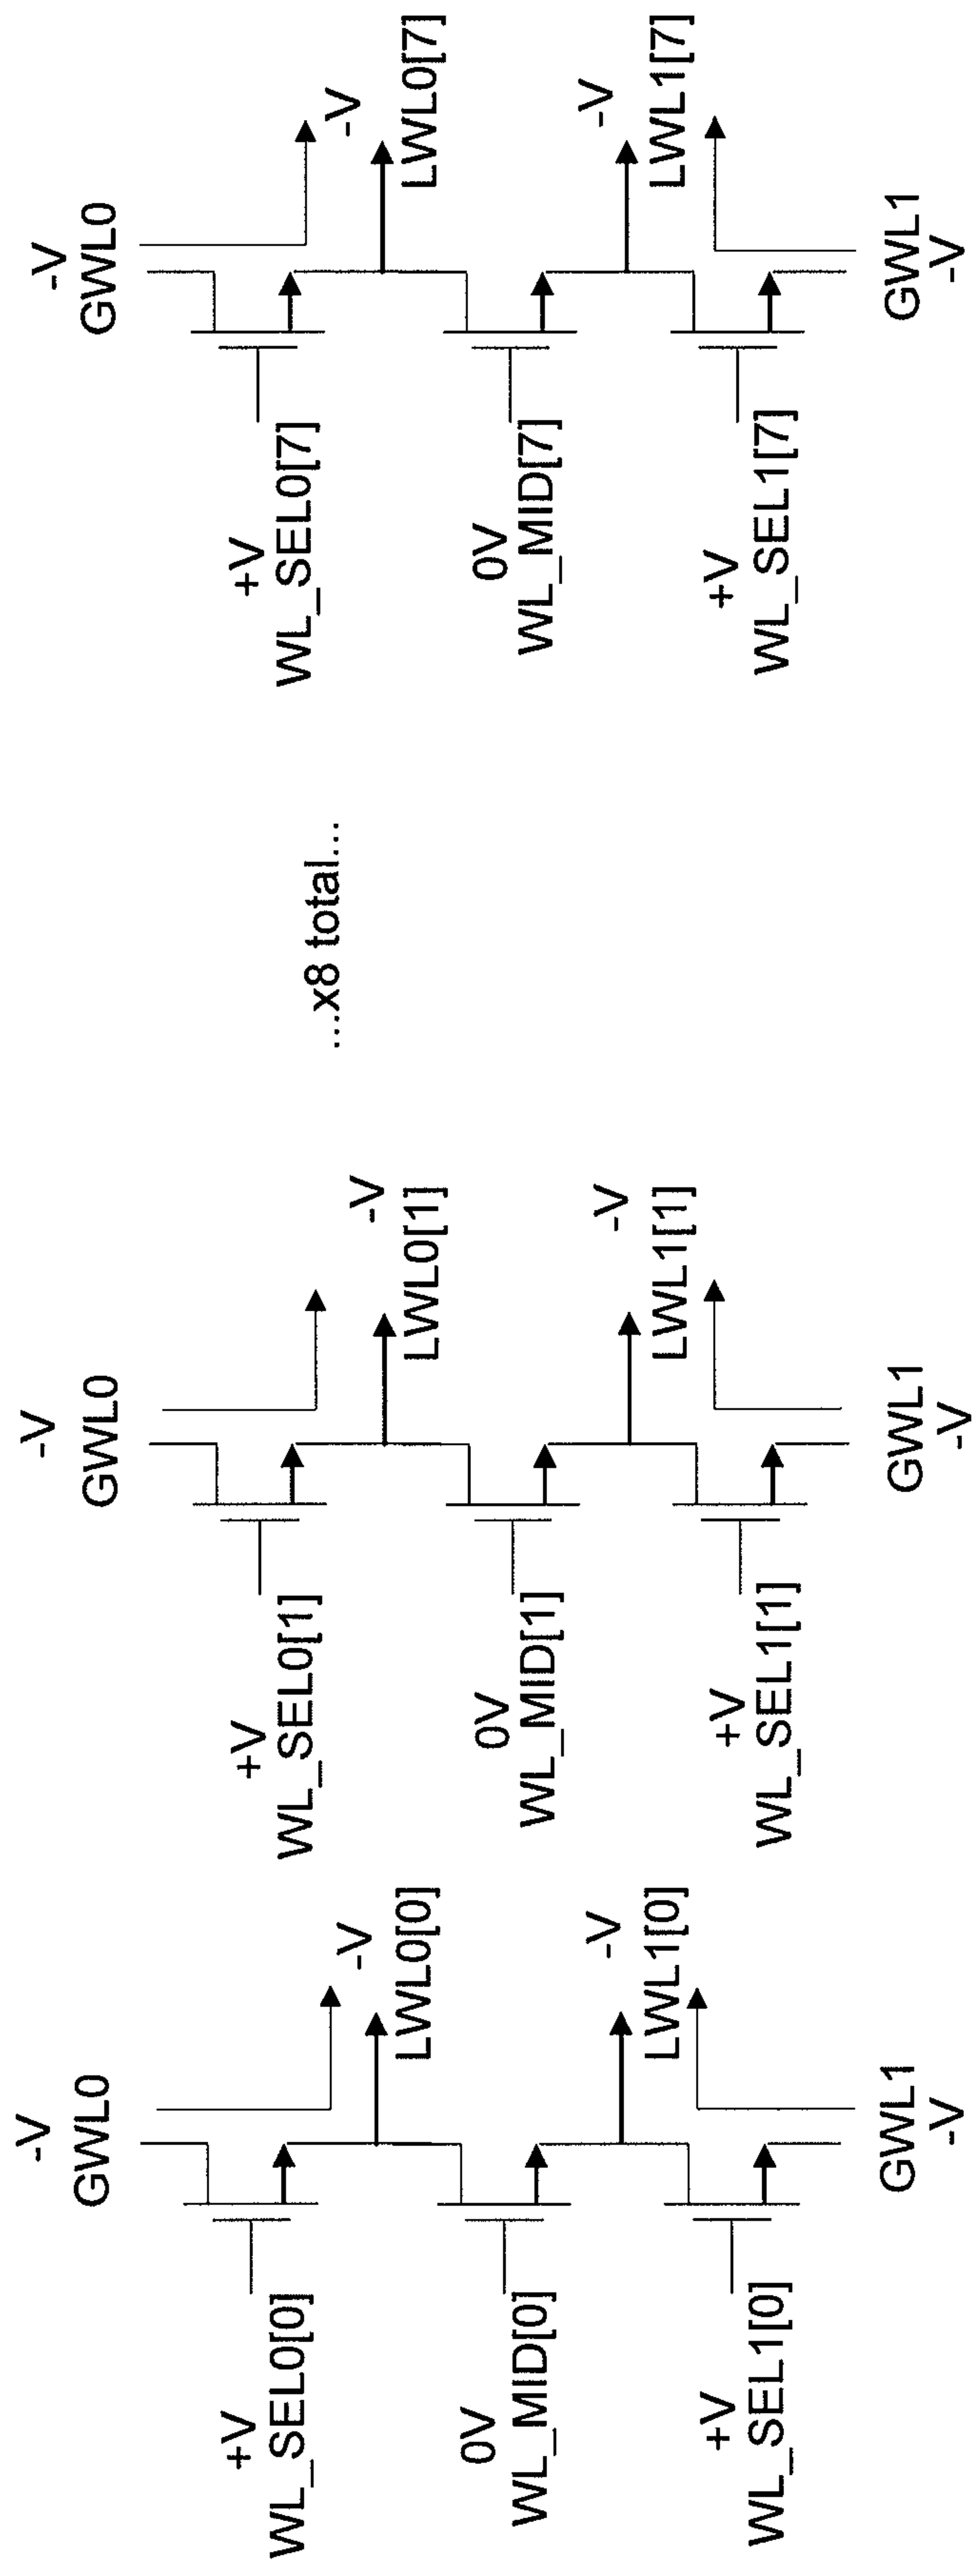 -V
GWL0
+V
WL_SEL0[0]
-V
LWL0[0]
0V
WL_MID[0]
-V
LWL1[0]
+V
WL_SEL1[0]
GWL1
-V
-V
GWL0
+V
WL_SEL0[1]
-V
LWL0[1]
0V
WL_MID[1]
-V
LWL1[1]
+V
WL_SEL1[1]
GWL1
-V
...x8 total...
-V
GWL0
+V
WL_SEL0[7]
-V
LWL0[7]
0V
WL_MID[7]
-V
LWL1[7]
+V
WL_SEL1[7]
GWL1
-V